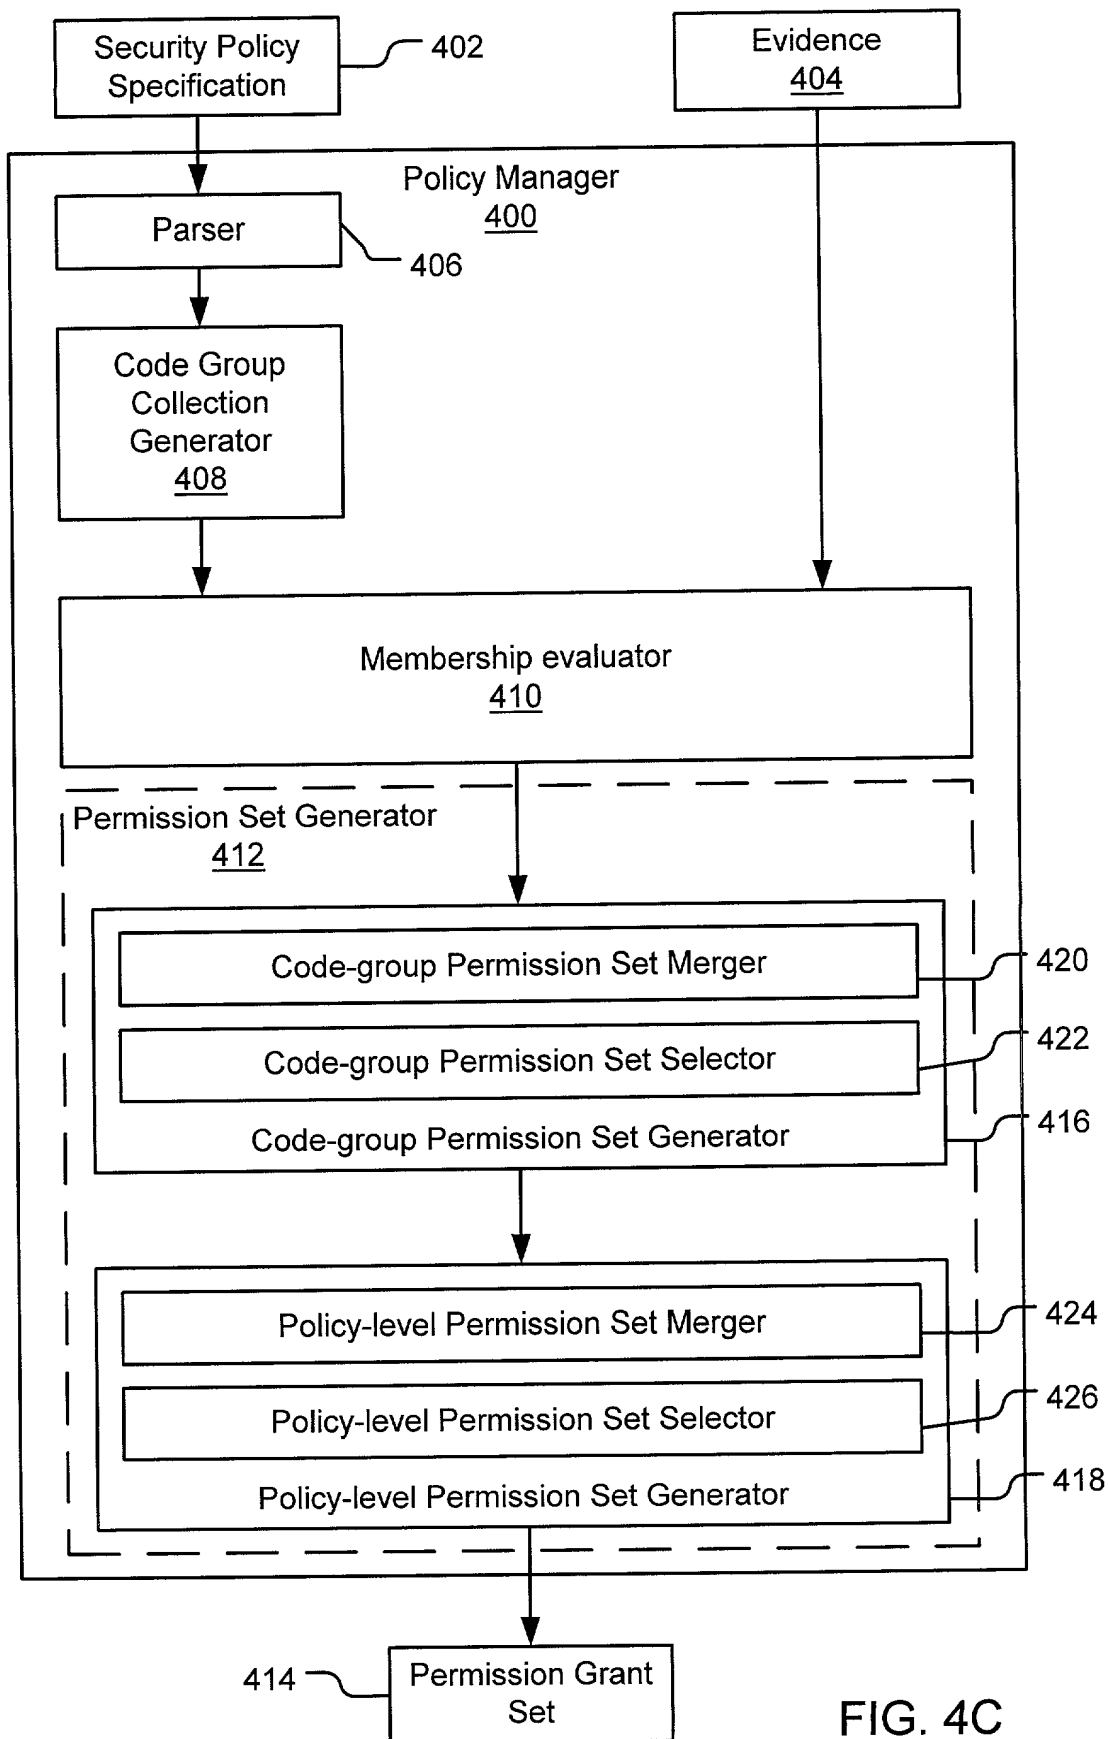 Security Policy
Specification
402
Evidence
404
Policy Manager
400
Parser
406
Code Group
Collection
Generator
408
Membership evaluator
410
Permission Set Generator
412
Code-group Permission Set Merger
420
Code-group Permission Set Selector
422
Code-group Permission Set Generator
416
Policy-level Permission Set Merger
424
Policy-level Permission Set Selector
426
Policy-level Permission Set Generator
418
414
Permission Grant
Set
FIG. 4C